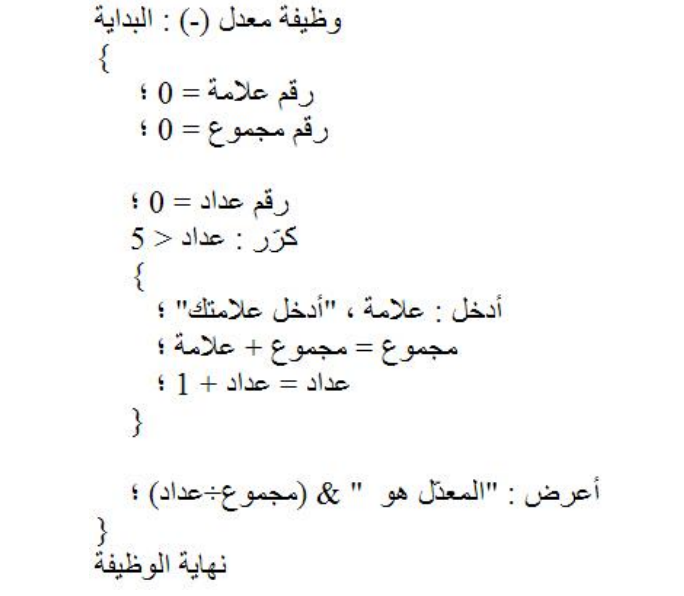 وظيفة معدل (-) : البداية
{
رقم علامة = 0 ؛
رقم مجموع = 0 ؛
رقم عداد = 0 ؛
كرّر : عداد < 5
{
أدخل : علامة ، "أدخل علامتك" ؛
مجموع = مجموع + علامة ؛
عداد = عداد + 1 ؛
}
أعرض : "المعدّل هو " & (مجموع÷عداد) ؛
}
نهاية الوظيفة